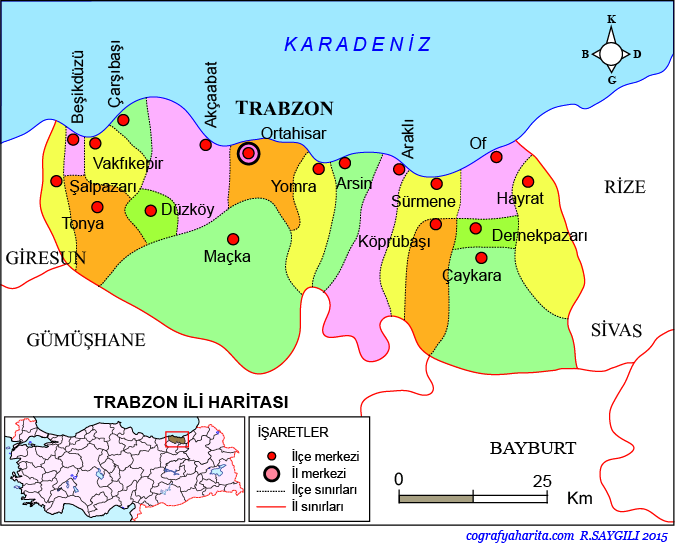 KARADENİZ
K
B
D
G
Beşikdüzü
Çarşıbaşı
Akçaabat
TRABZON
Ortahisar
Araklı
Of
Vakfıkepir
Şalpazarı
Yomra
Arsin
Sürmene
Hayrat
RİZE
Tonya
Düzköy
Köprübaşı
Dernekpazarı
GİRESUN
Maçka
Çaykara
GÜMÜŞHANE
SİVAS
TRABZON İLİ HARİTASI
İŞARETLER
İlçe merkezi
İl merkezi
İlçe sınırları
İl sınırları
BAYBURT
0
25
Km
cografyaharita.com R.SAYGILI 2015